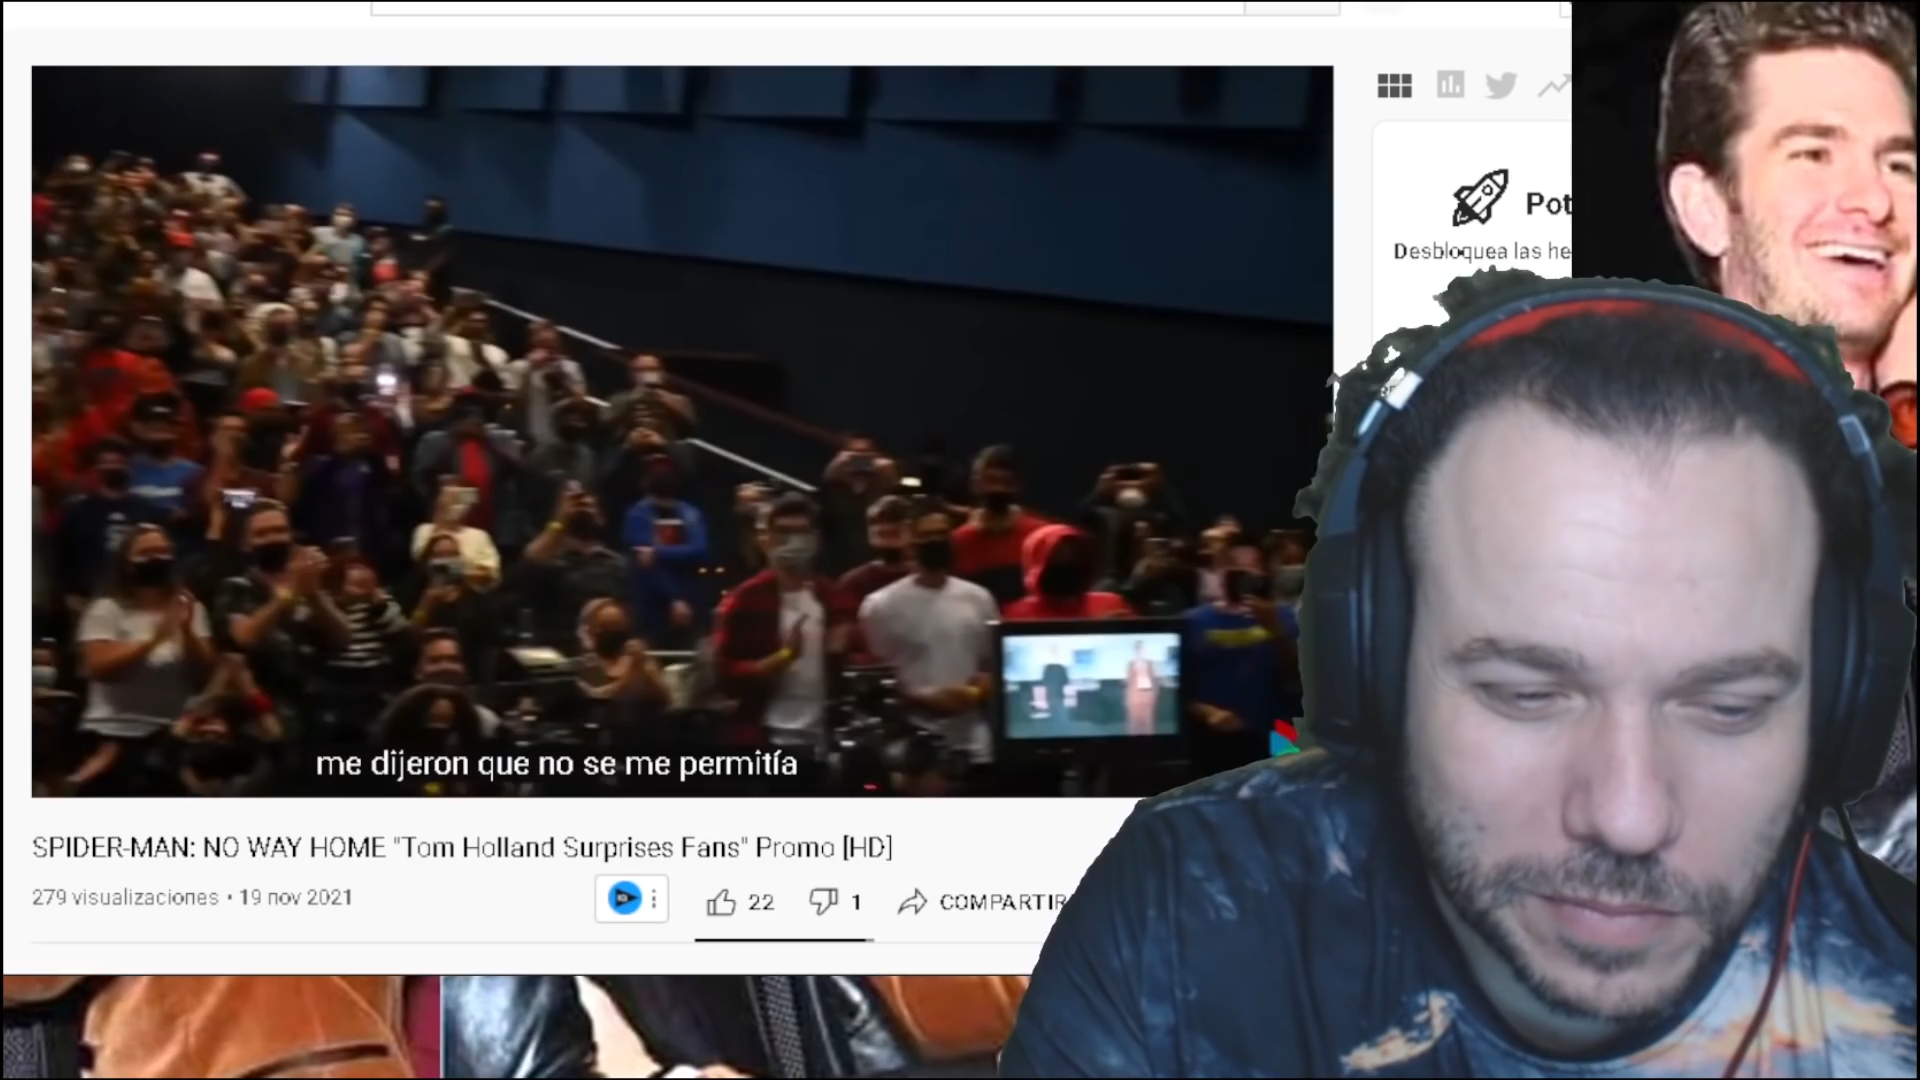 Pot
Desbloquea las he
me dijeron que no se me permitía
SPIDER-MAN: NO WAY HOME "Tom Holland Surprises Fans" Promo [HD]
279 visualizaciones • 19 nov 2021
22
1
COMPARTIR